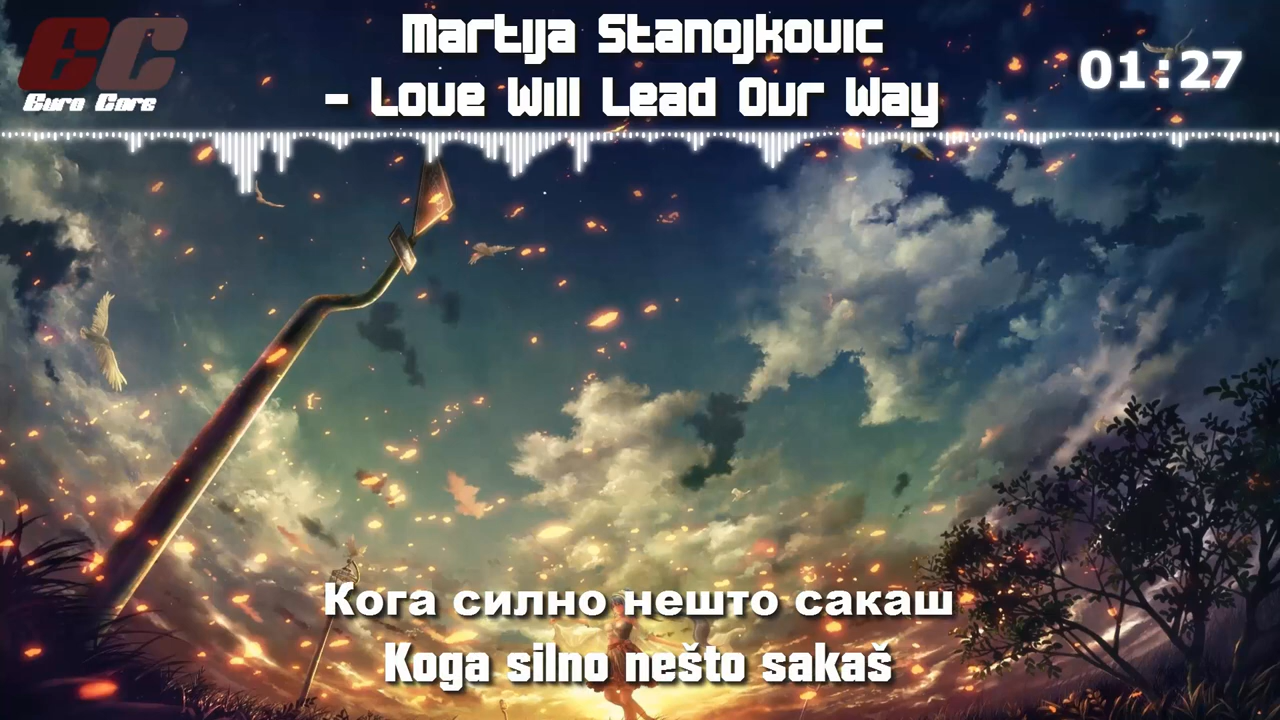 EC
Euro Core
Martija Stanojkovic
- Love Will Lead Our Way
01:27
Кога силно нешто сакаш
Koga silno nešto sakaš